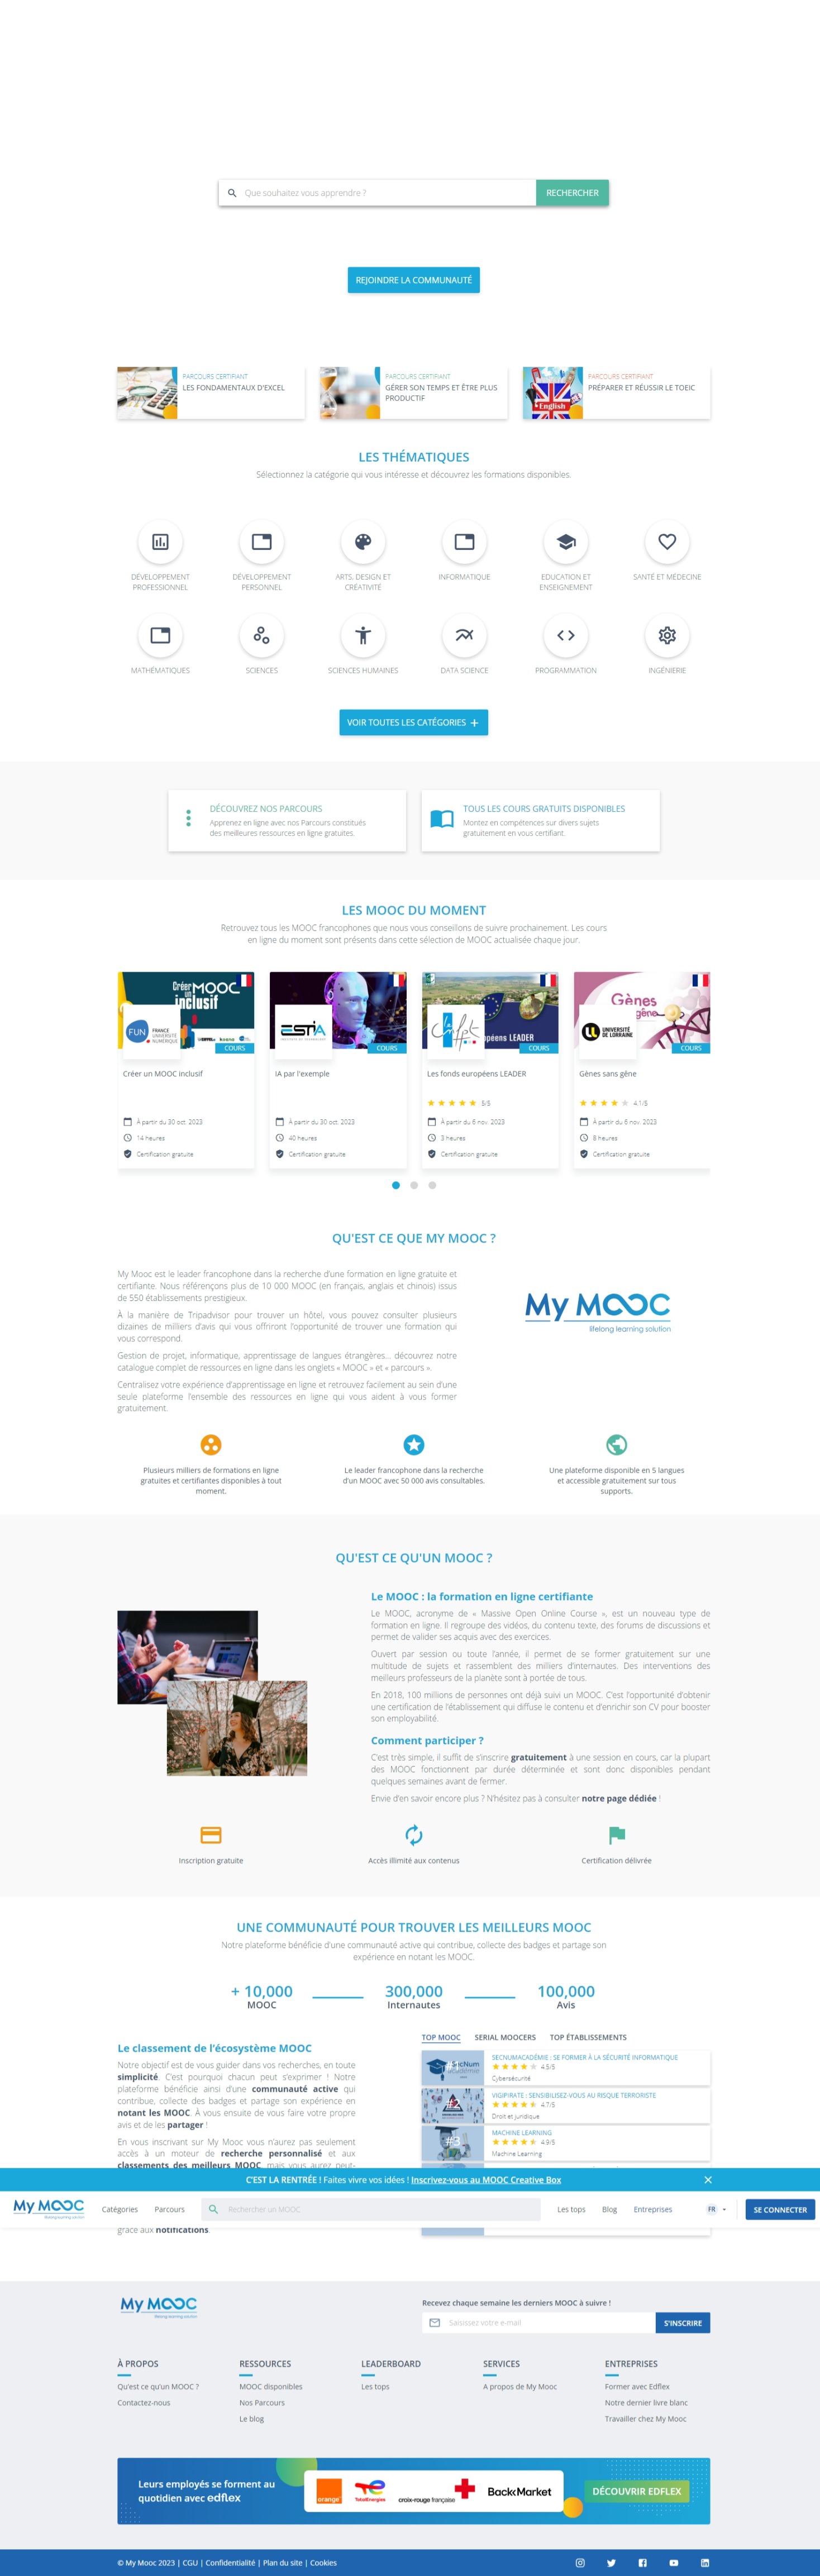 Que souhaitez vous apprendre ?
RECHERCHER
REJOINDRE LA COMMUNAUTÉ
PARCOURS CERTIFIANT
LES FONDAMENTAUX D'EXCEL
PARCOURS CERTIFIANT
GÉRER SON TEMPS ET ÊTRE PLUS
PRODUCTIF
English
PARCOURS CERTIFIANT
PRÉPARER ET RÉUSSIR LE TOEIC
LES THÉMATIQUES
Sélectionnez la catégorie qui vous intéresse et découvrez les formations disponibles.
DÉVELOPPEMENT
PROFESSIONNEL
DÉVELOPPEMENT
PERSONNEL
ARTS, DESIGN ET
CRÉATIVITÉ
INFORMATIQUE
EDUCATION ET
ENSEIGNEMENT
SANTÉ ET MÉDECINE
MATHÉMATIQUES
SCIENCES
SCIENCES HUMAINES
DATA SCIENCE
PROGRAMMATION
INGÉNIERIE
VOIR TOUTES LES CATÉGORIES +
DÉCOUVREZ NOS PARCOURS
Apprenez en ligne avec nos Parcours constitués
des meilleures ressources en ligne gratuites.
TOUS LES COURS GRATUITS DISPONIBLES
Montez en compétences sur divers sujets
gratuitement en vous certifiant.
LES MOOC DU MOMENT
Retrouvez tous les MOOC francophones que nous vous conseillons de suivre prochainement. Les cours
en ligne du moment sont présents dans cette sélection de MOOC actualisée chaque jour.
Créer un MOOC
inclusif
FUN
FRANCE
UNIVERSITÉ
NUMÉRIQUE
COURS
Créer un MOOC inclusif
À partir du 30 oct. 2023
14 heures
Certification gratuite
ESTIA
COURS
IA par l'exemple
À partir du 30 oct. 2023
40 heures
Certification gratuite
cnfpt
péens LEADER
COURS
Les fonds européens LEADER
5/5
À partir du 6 nov. 2023
3 heures
Certification gratuite
Gènes
gêne
UNIVERSITÉ
DE LORRAINE
COURS
Gènes sans gêne
4.1/5
À partir du 6 nov. 2023
8 heures
Certification gratuite
QU'EST CE QUE MY MOOC ?
My Mooc est le leader francophone dans la recherche d'une formation en ligne gratuite et
certifiante. Nous référençons plus de 10 000 MOOC (en français, anglais et chinois) issus
de 550 établissements prestigieux.
À la manière de Tripadvisor pour trouver un hôtel, vous pouvez consulter plusieurs
dizaines de milliers d'avis qui vous offriront l'opportunité de trouver une formation qui
vous correspond.
Gestion de projet, informatique, apprentissage de langues étrangères... découvrez notre
catalogue complet de ressources en ligne dans les onglets « MOOC » et « parcours ».
Centralisez votre expérience d'apprentissage en ligne et retrouvez facilement au sein d'une
seule plateforme l'ensemble des ressources en ligne qui vous aident à vous former
gratuitement.
My MOOC
lifelong learning solution
Plusieurs milliers de formations en ligne
gratuites et certifiantes disponibles à tout
moment.
Le leader francophone dans la recherche
d'un MOOC avec 50 000 avis consultables.
Une plateforme disponible en 5 langues
et accessible gratuitement sur tous
supports.
QU'EST CE QU'UN MOOC ?
Le MOOC : la formation en ligne certifiante
Le MOOC, acronyme de « Massive Open Online Course », est un nouveau type de
formation en ligne. Il regroupe des vidéos, du contenu texte, des forums de discussions et
permet de valider ses acquis avec des exercices.
Ouvert par session ou toute l'année, il permet de se former gratuitement sur une
multitude de sujets et rassemblent des milliers d'internautes. Des interventions des
meilleurs professeurs de la planète sont à portée de tous.
En 2018, 100 millions de personnes ont déjà suivi un MOOC. C'est l'opportunité d'obtenir
une certification de l'établissement qui diffuse le contenu et d'enrichir son CV pour booster
son employabilité.
Comment participer ?
C'est très simple, il suffit de s'inscrire gratuitement à une session en cours, car la plupart
des MOOC fonctionnent par durée déterminée et sont donc disponibles pendant
quelques semaines avant de fermer.
Envie d'en savoir encore plus ? N'hésitez pas à consulter notre page dédiée !
Inscription gratuite
Accès illimité aux contenus
Certification délivrée
UNE COMMUNAUTÉ POUR TROUVER LES MEILLEURS MOOC
Notre plateforme bénéficie d'une communauté active qui contribue, collecte des badges et partage son
expérience en notant les MOOC.
+ 10,000
MOOC
300,000
Internautes
100,000
Avis
Le classement de l'écosystème MOOC
Notre objectif est de vous guider dans vos recherches, en toute
simplicité. C'est pourquoi chacun peut s'exprimer ! Notre
plateforme bénéficie ainsi d'une communauté active qui
contribue, collecte des badges et partage son expérience en
notant les MOOC. À vous ensuite de vous faire votre propre
avis et de les partager !
En vous inscrivant sur My Mooc vous n'aurez pas seulement
accès à un moteur de recherche personnalisé et aux
classements des meilleurs MOOC, mais vous aurez peut-
TOP MOOC
SERIAL MOOCERS
TOP ÉTABLISSEMENTS
#1
SECNUMACADÉMIE : SE FORMER À LA SÉCURITÉ INFORMATIQUE
4.5/5
Cybersécurité
#2
VIGIPIRATE : SENSIBILISEZ-VOUS AU RISQUE TERRORISTE
4.7/5
Droit et juridique
#3
MACHINE LEARNING
4.9/5
Machine Learning
C'EST LA RENTRÉE ! Faites vivre vos idées ! Inscrivez-vous au MOOC Creative Box
My MOOC
lifelong learning solution
Catégories
Parcours
Rechercher un MOOC
Les tops
Blog
Entreprises
FR
SE CONNECTER
grâce aux notifications.
My MOOC
lifelong learning solution
Recevez chaque semaine les derniers MOOC à suivre !
Saisissez votre e-mail
S'INSCRIRE
À PROPOS
Qu'est ce qu'un MOOC ?
Contactez-nous
RESSOURCES
MOOC disponibles
Nos Parcours
Le blog
LEADERBOARD
Les tops
SERVICES
A propos de My Mooc
ENTREPRISES
Former avec Edflex
Notre dernier livre blanc
Travailler chez My Mooc
Leurs employés se forment au
quotidien avec edflex
orange
TotalEnergies
croix-rouge française
BackMarket
DÉCOUVRIR EDFLEX
© My Mooc 2023 | CGU | Confidentialité | Plan du site | Cookies